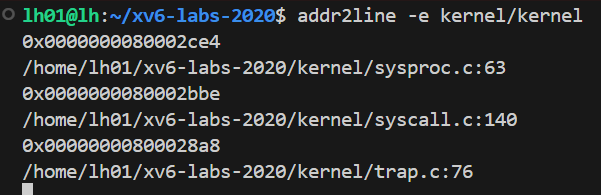 lh01@lh:~/xv6-labs-2020$ addr2line -e kernel/kernel
0x0000000080002ce4
/home/lh01/xv6-labs-2020/kernel/sysproc.c:63
0x0000000080002bbe
/home/lh01/xv6-labs-2020/kernel/syscall.c:140
0x00000000800028a8
/home/lh01/xv6-labs-2020/kernel/trap.c:76